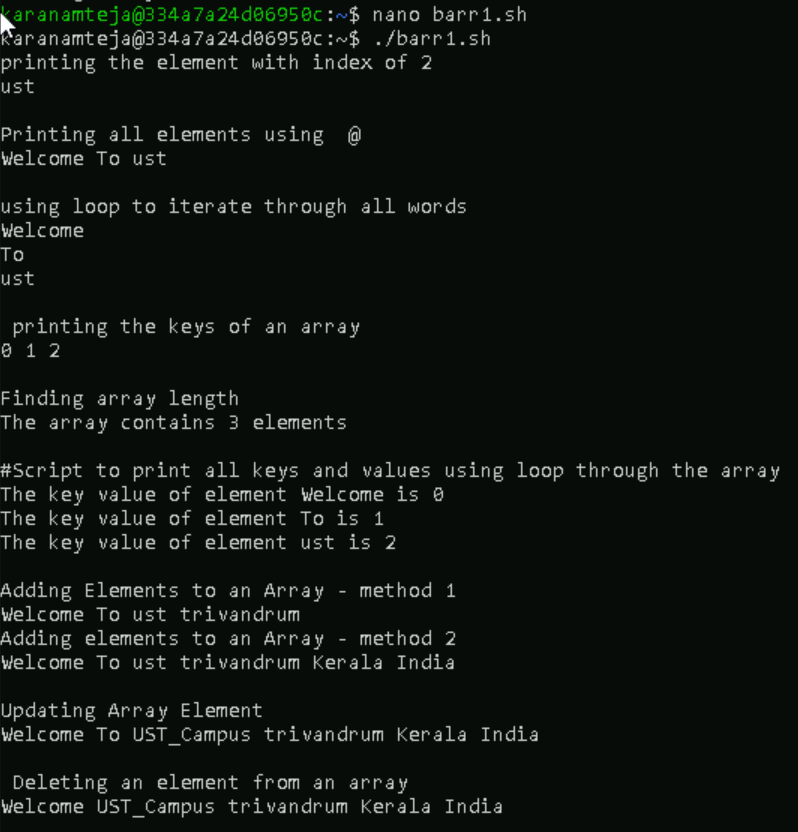 karanamteja@334a7a24d06950c:~$ nano barr1.sh
karanamteja@334a7a24d06950c:~$ ./barr1.sh
printing the element with index of 2
ust
Printing all elements using  @
Welcome To ust
using loop to iterate through all words
Welcome
To
ust
 printing the keys of an array
0 1 2
Finding array length
The array contains 3 elements
#Script to print all keys and values using loop through the array
The key value of element Welcome is 0
The key value of element To is 1
The key value of element ust is 2
Adding Elements to an Array - method 1
Welcome To ust trivandrum
Adding elements to an Array - method 2
Welcome To ust trivandrum Kerala India
Updating Array Element
Welcome To UST_Campus trivandrum Kerala India
 Deleting an element from an array
Welcome UST_Campus trivandrum Kerala India